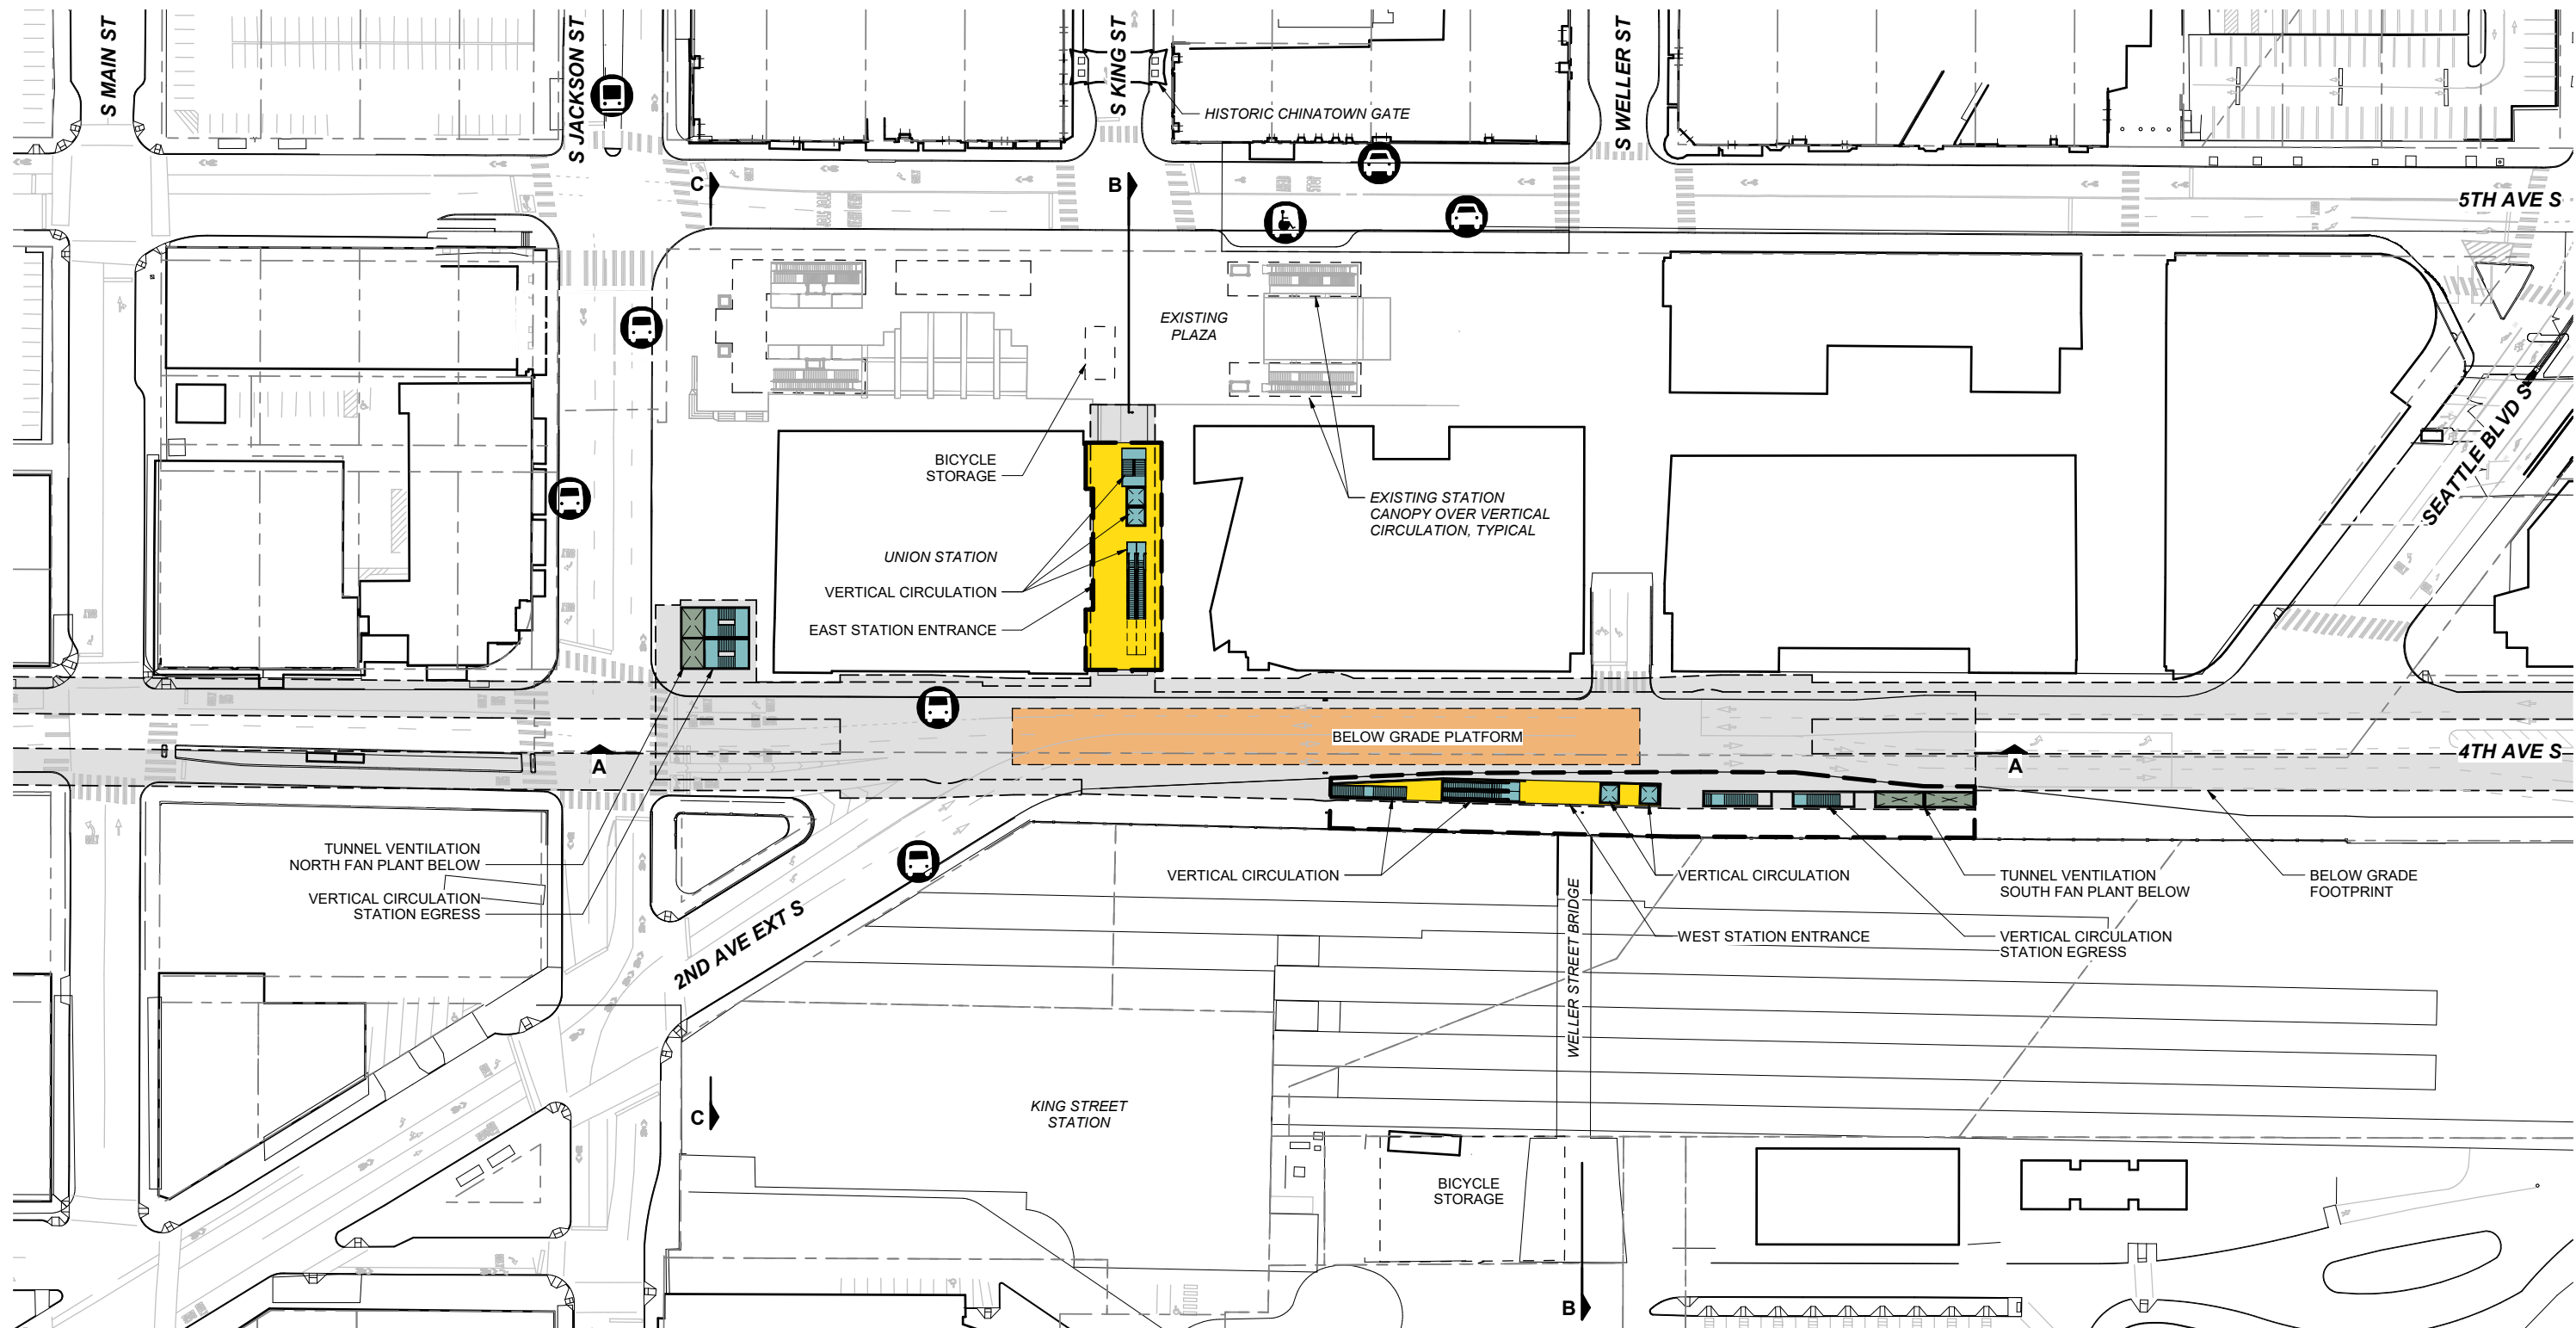 S MAIN ST
S JACKSON ST
S KING ST
S WELLER ST
HISTORIC CHINATOWN GATE
C
B
5TH AVE S
EXISTING
PLAZA
BICYCLE
STORAGE
EXISTING STATION
CANOPY OVER VERTICAL
CIRCULATION, TYPICAL
SEATTLE BLVD S
UNION STATION
VERTICAL CIRCULATION
EAST STATION ENTRANCE
BELOW GRADE PLATFORM
4TH AVE S
A
A
TUNNEL VENTILATION
NORTH FAN PLANT BELOW
VERTICAL CIRCULATION
STATION EGRESS
VERTICAL CIRCULATION
VERTICAL CIRCULATION
TUNNEL VENTILATION
SOUTH FAN PLANT BELOW
BELOW GRADE
FOOTPRINT
2ND AVE EXT S
WELLER STREET BRIDGE
WEST STATION ENTRANCE
VERTICAL CIRCULATION
STATION EGRESS
C
KING STREET
STATION
BICYCLE
STORAGE
B